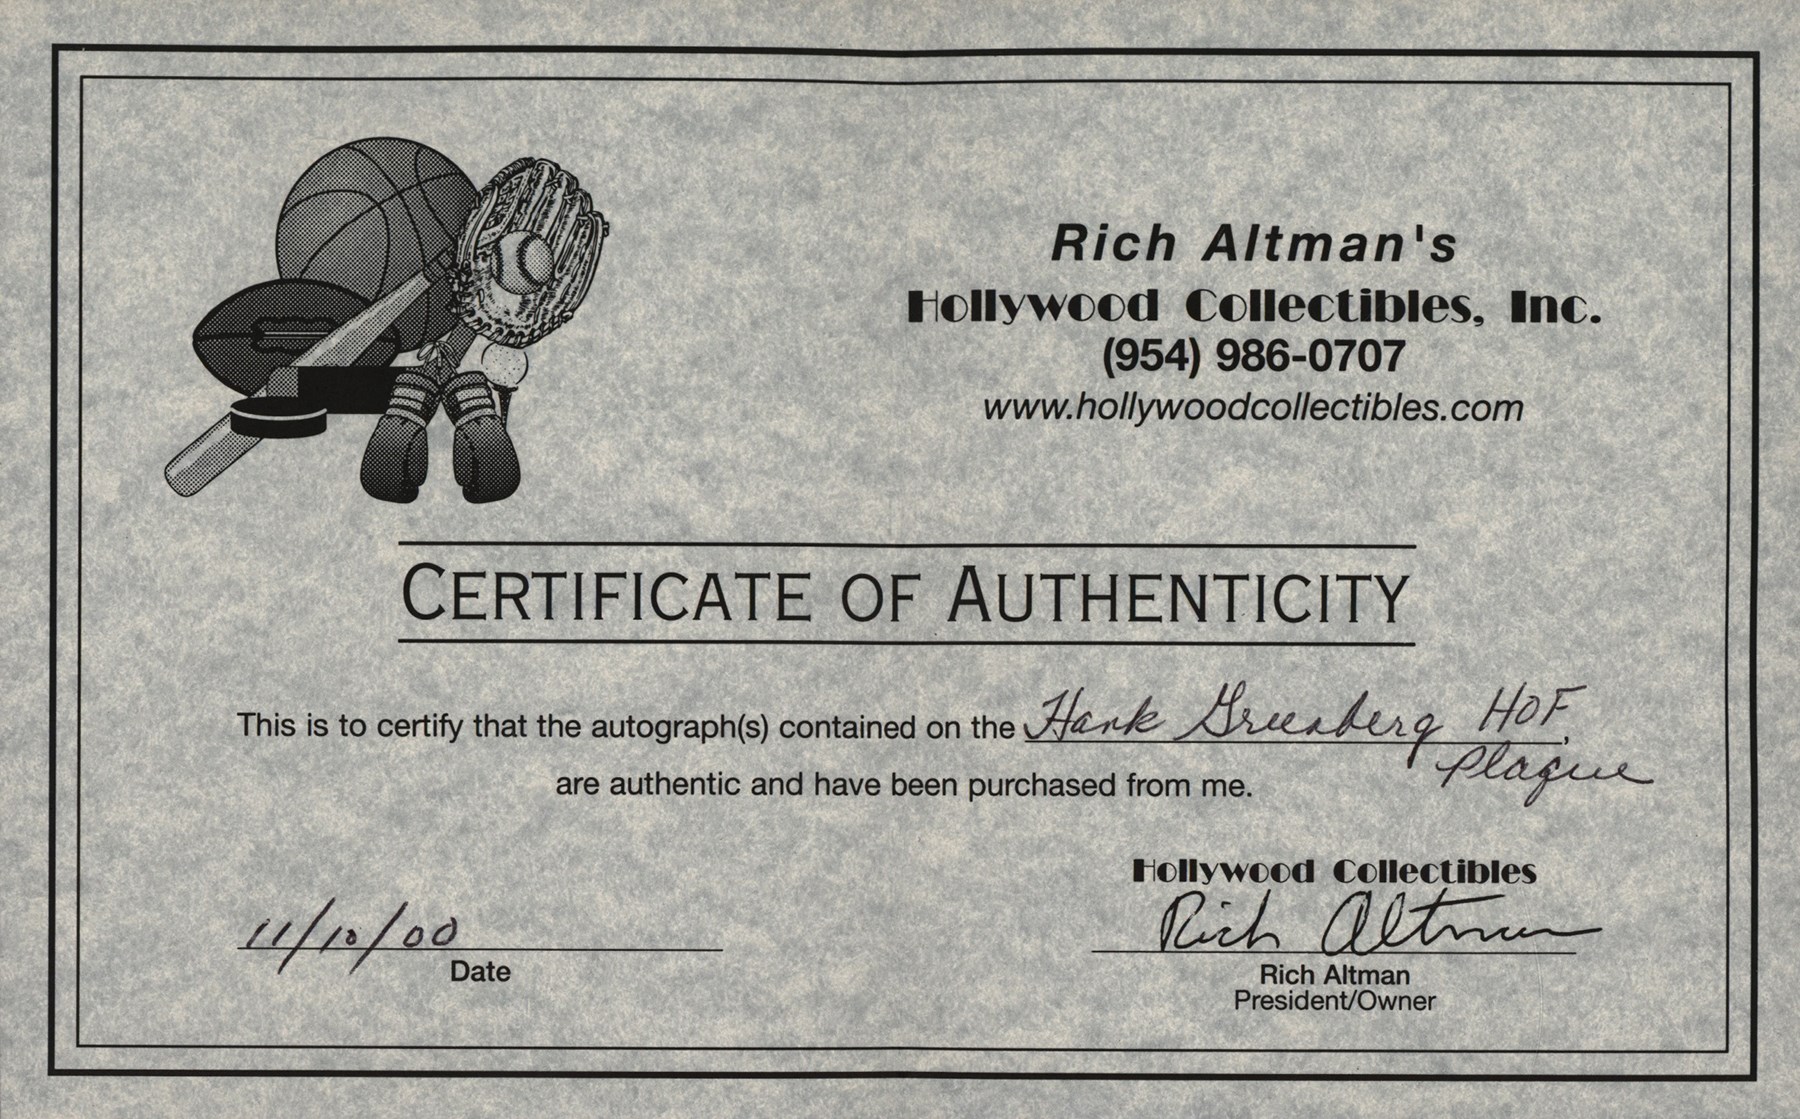 Rich Altman's
Hollywood Collectibles, Inc.
(954) 986-0707
www.hollywoodcollectibles.com
CERTIFICATE OF AUTHENTICITY
This is to certify that the autograph(s) contained on the Hank Greenberg HOF,
Plaque
are authentic and have been purchased from me.
Hollywood Collectibles
Rich Altman
11/10/00
Date
Rich Altman
President/Owner